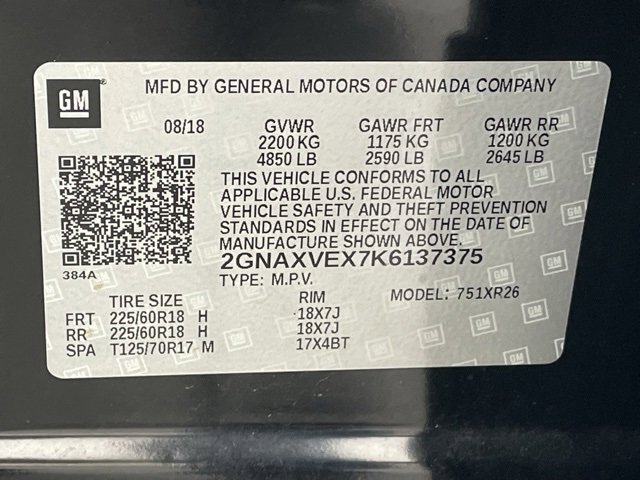 GM MFD BY GENERAL MOTORS OF CANADA COMPANY
08/18 GVWR GAWR FRT GAWR RR
2200 KG 1175 KG 1200 KG
4850 LB 2590 LB 2645 LB
THIS VEHICLE CONFORMS TO ALL
APPLICABLE U.S. FEDERAL MOTOR
VEHICLE SAFETY AND THEFT PREVENTION
STANDARDS IN EFFECT ON THE DATE OF
MANUFACTURE SHOWN ABOVE.
384A 2GNAXVEX7K6137375
TYPE: M.P.V. MODEL: 751XR26
TIRE SIZE RIM
FRT 225/60R18 H 18X7J
RR 225/60R18 H 18X7J
SPA T125/70R17 M 17X4BT